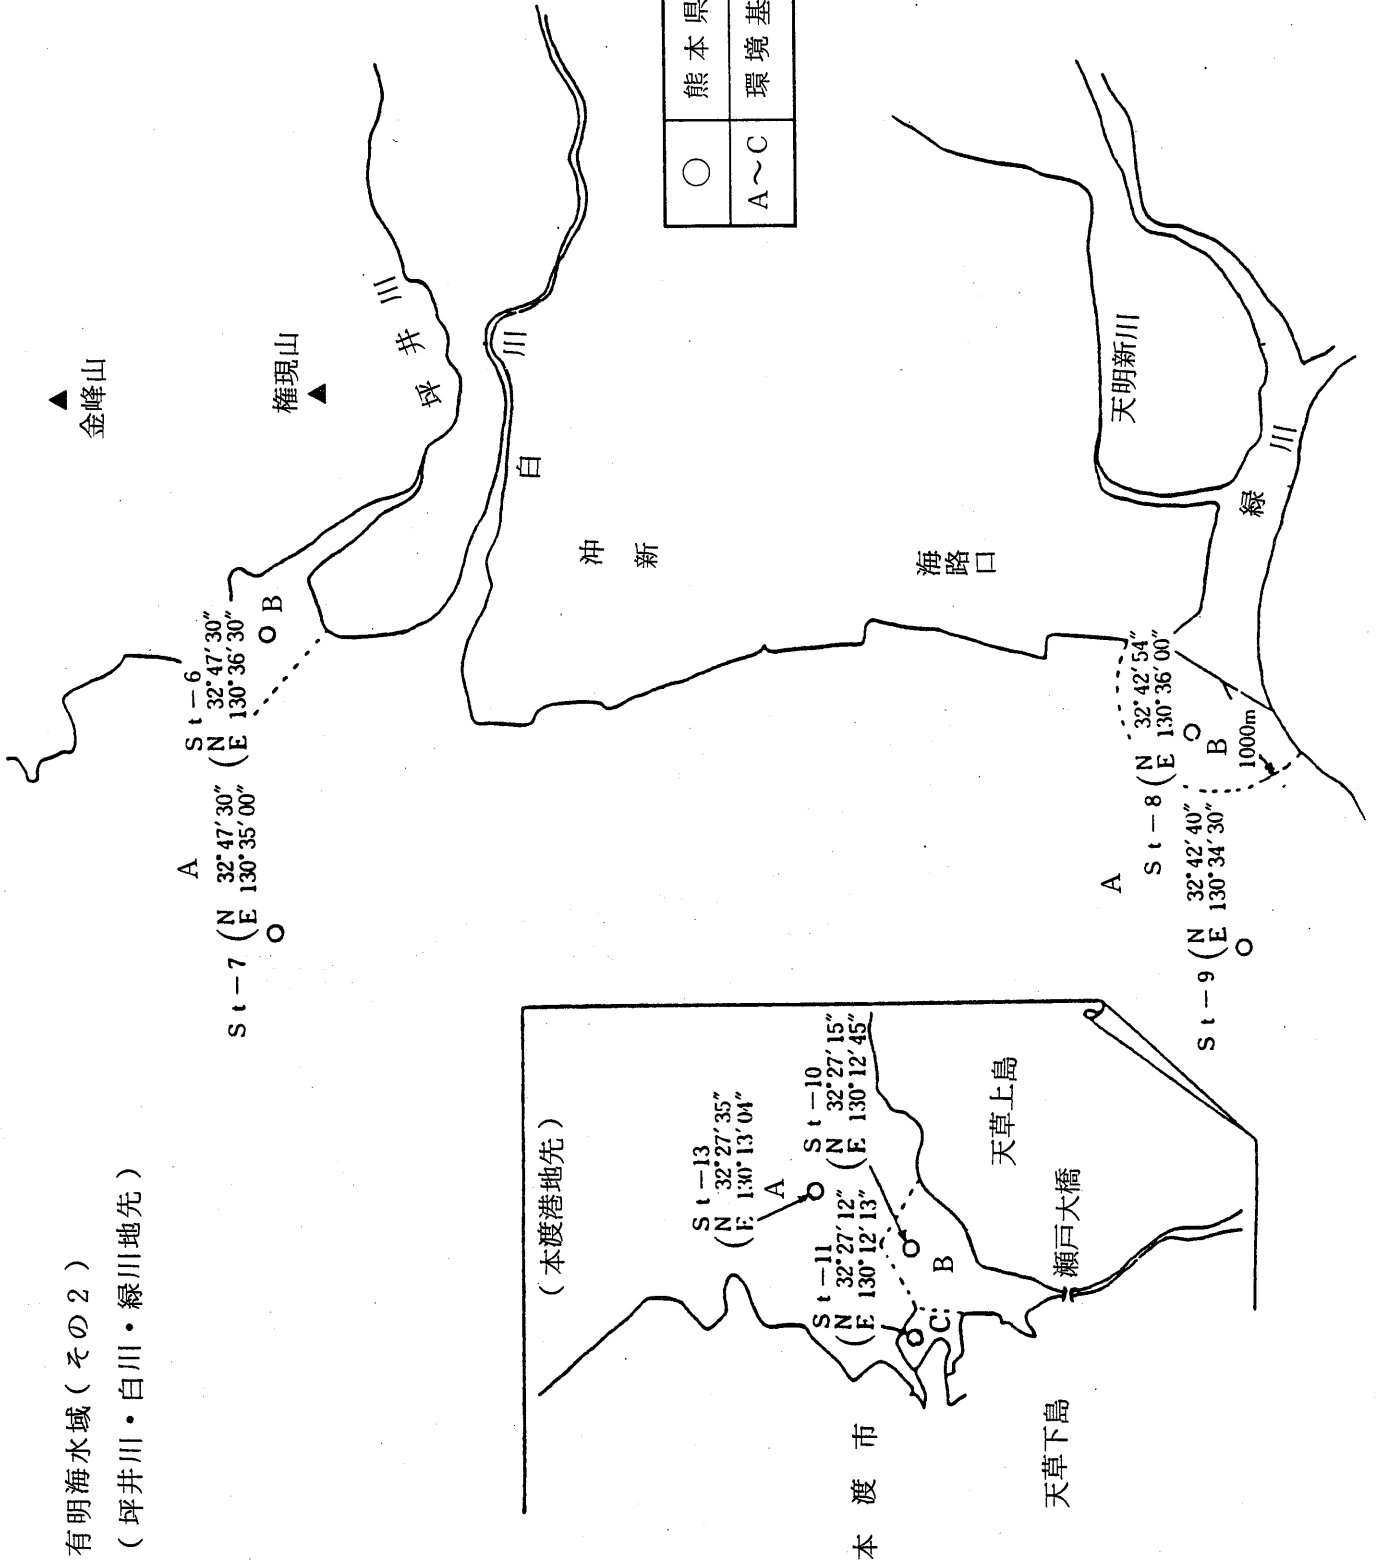 有明海水域(その2)
(坪井川・白川・緑川地先)
金峰山
権現山
坪井川
白川
沖新
海路口
天明新川
緑川
○ 熊本県
A~C 環境基
St-6
(N 32°47′30″
E 130°36′30″
B
A
St-7 (N 32°47′30″
E 130°35′00″
St-8 (N 32°42′54″
E 130°36′00″
B
1000m
A
St-9 (N 32°42′40″
E 130°34′30″
(本渡港地先)
St-13
(N 32°27′35″
E 130°13′04″
A
St-10
(N 32°27′15″
E 130°12′45″
St-11
(N 32°27′12″
E 130°12′13″
B
C
天草上島
瀬戸大橋
本渡市
天草下島